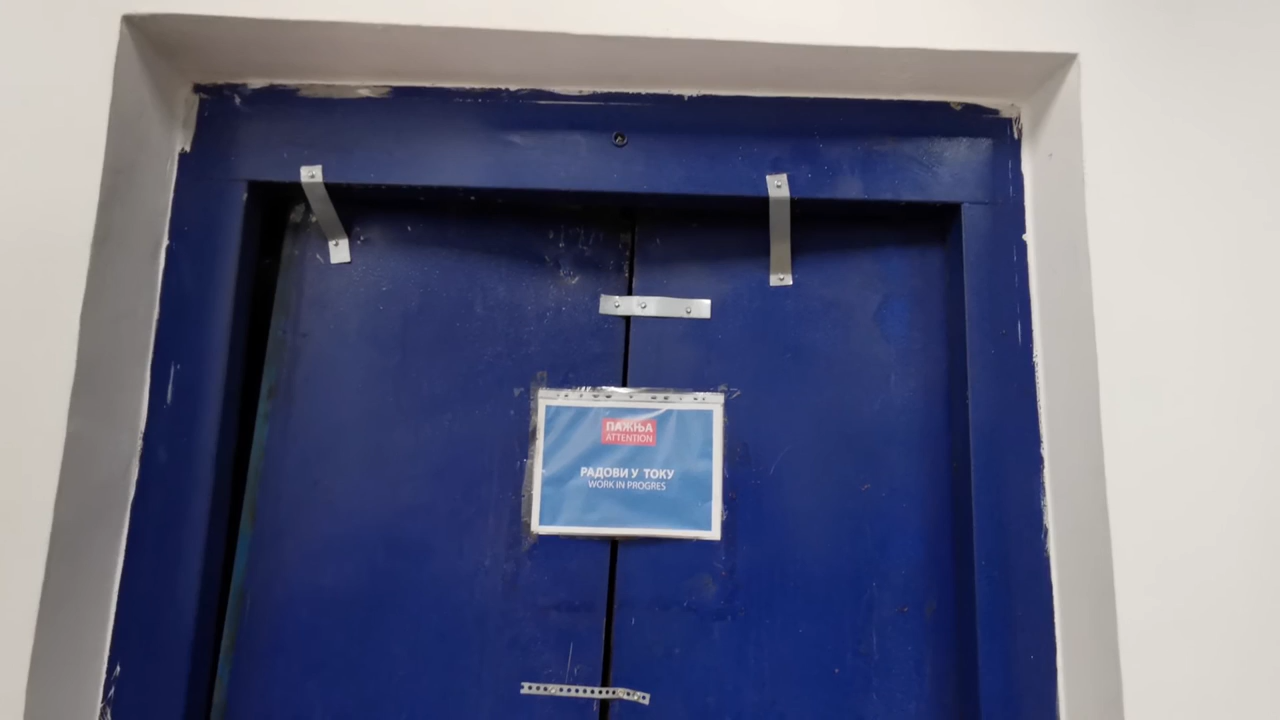 ПАЖЊА
ATTENTION
РАДОВИ У ТОКУ
WORK IN PROGRES